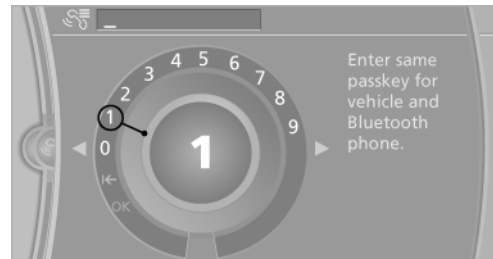 _
0
1
2
3
4
5
6
7
8
9
OK
1
Enter same
passkey for
vehicle and
Bluetooth
phone.